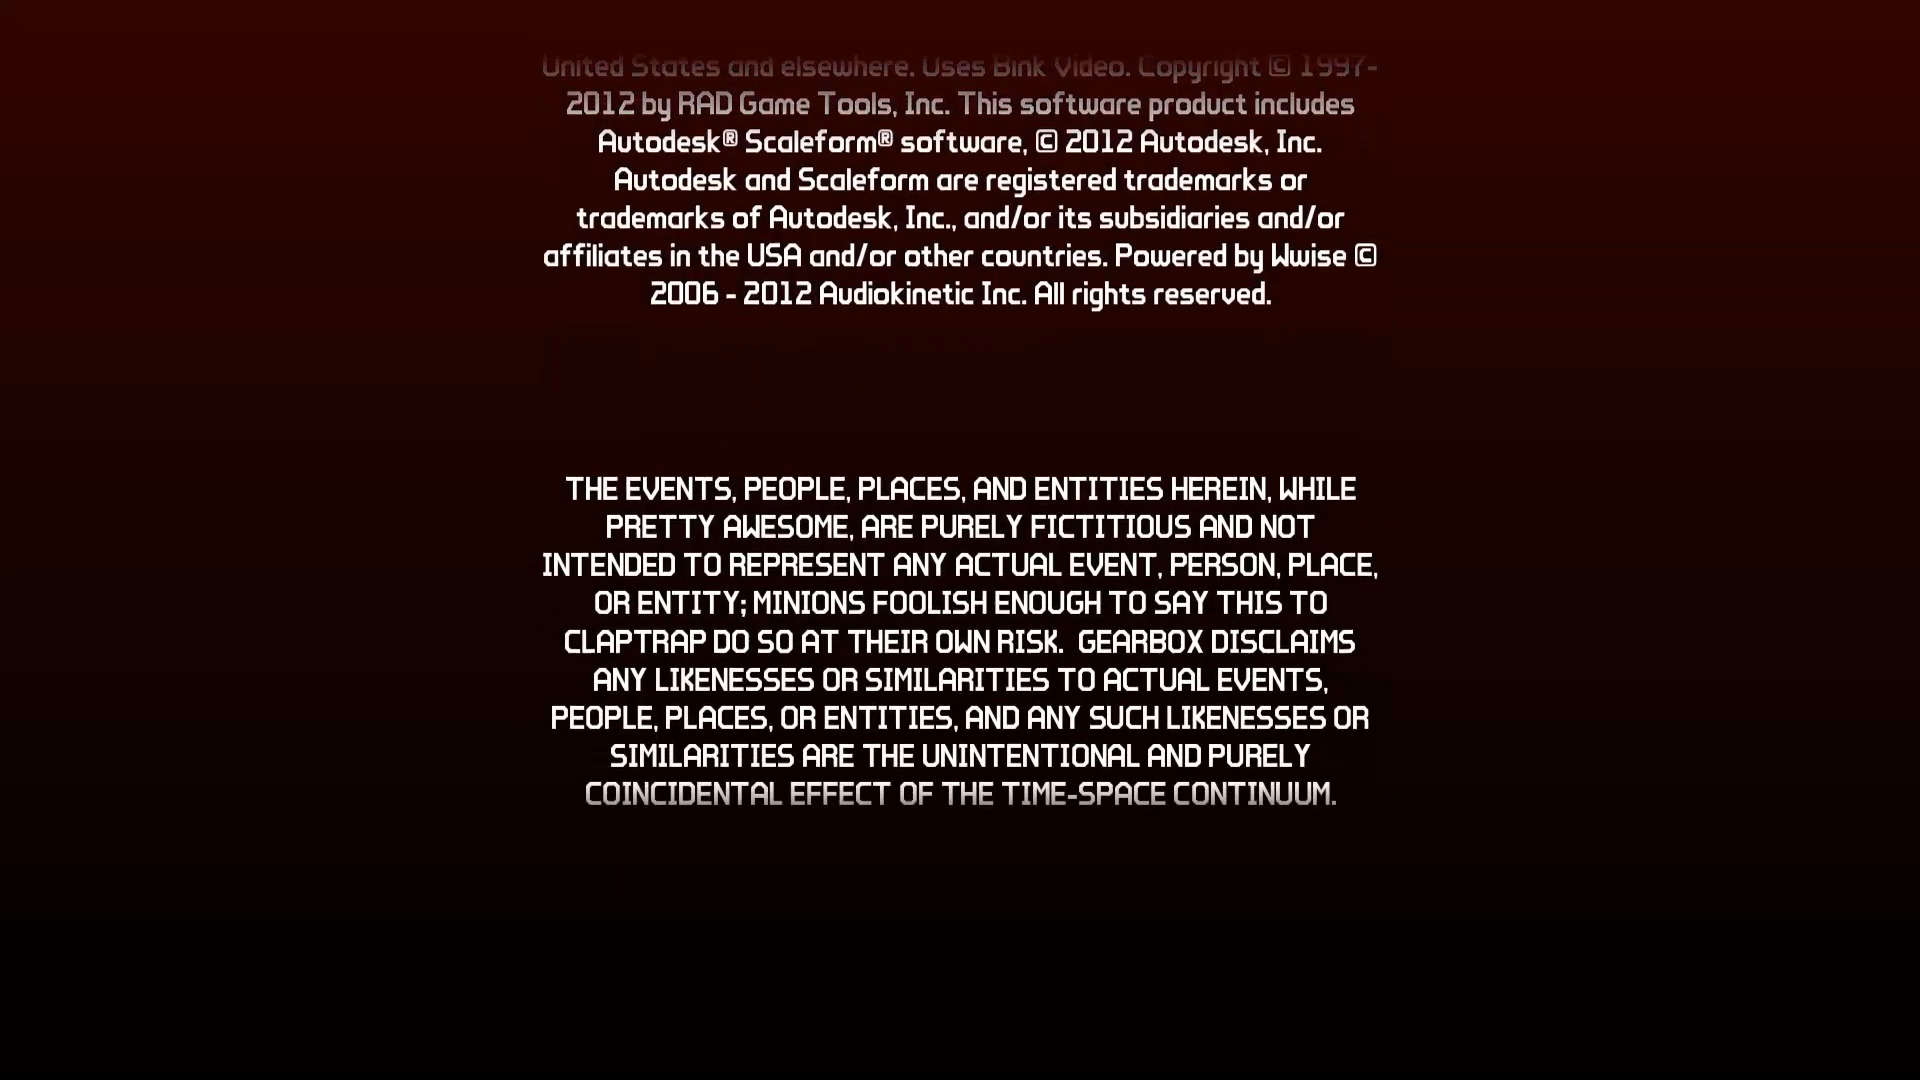 United States and elsewhere. Uses Bink Video. Copyright © 1997-
2012 by RAD Game Tools, Inc. This software product includes
Autodesk® Scaleform® software, © 2012 Autodesk, Inc.
Autodesk and Scaleform are registered trademarks or
trademarks of Autodesk, Inc., and/or its subsidiaries and/or
affiliates in the USA and/or other countries. Powered by Wwise ©
2006 - 2012 Audiokinetic Inc. All rights reserved.
THE EVENTS, PEOPLE, PLACES, AND ENTITIES HEREIN, WHILE
PRETTY AWESOME, ARE PURELY FICTITIOUS AND NOT
INTENDED TO REPRESENT ANY ACTUAL EVENT, PERSON, PLACE,
OR ENTITY; MINIONS FOOLISH ENOUGH TO SAY THIS TO
CLAPTRAP DO SO AT THEIR OWN RISK.  GEARBOX DISCLAIMS
ANY LIKENESSES OR SIMILARITIES TO ACTUAL EVENTS,
PEOPLE, PLACES, OR ENTITIES, AND ANY SUCH LIKENESSES OR
SIMILARITIES ARE THE UNINTENTIONAL AND PURELY
COINCIDENTAL EFFECT OF THE TIME-SPACE CONTINUUM.